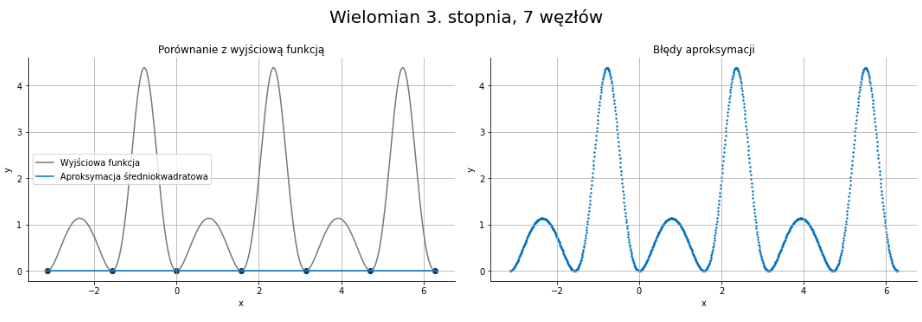 Wielomian 3. stopnia, 7 węzłów
Porównanie z wyjściową funkcją
y
4
3
2
1
0
Wyjściowa funkcja
Aproksymacja średniokwadratowa
−2
0
2
4
6
x
Błędy aproksymacji
y
4
3
2
1
0
−2
0
2
4
6
x